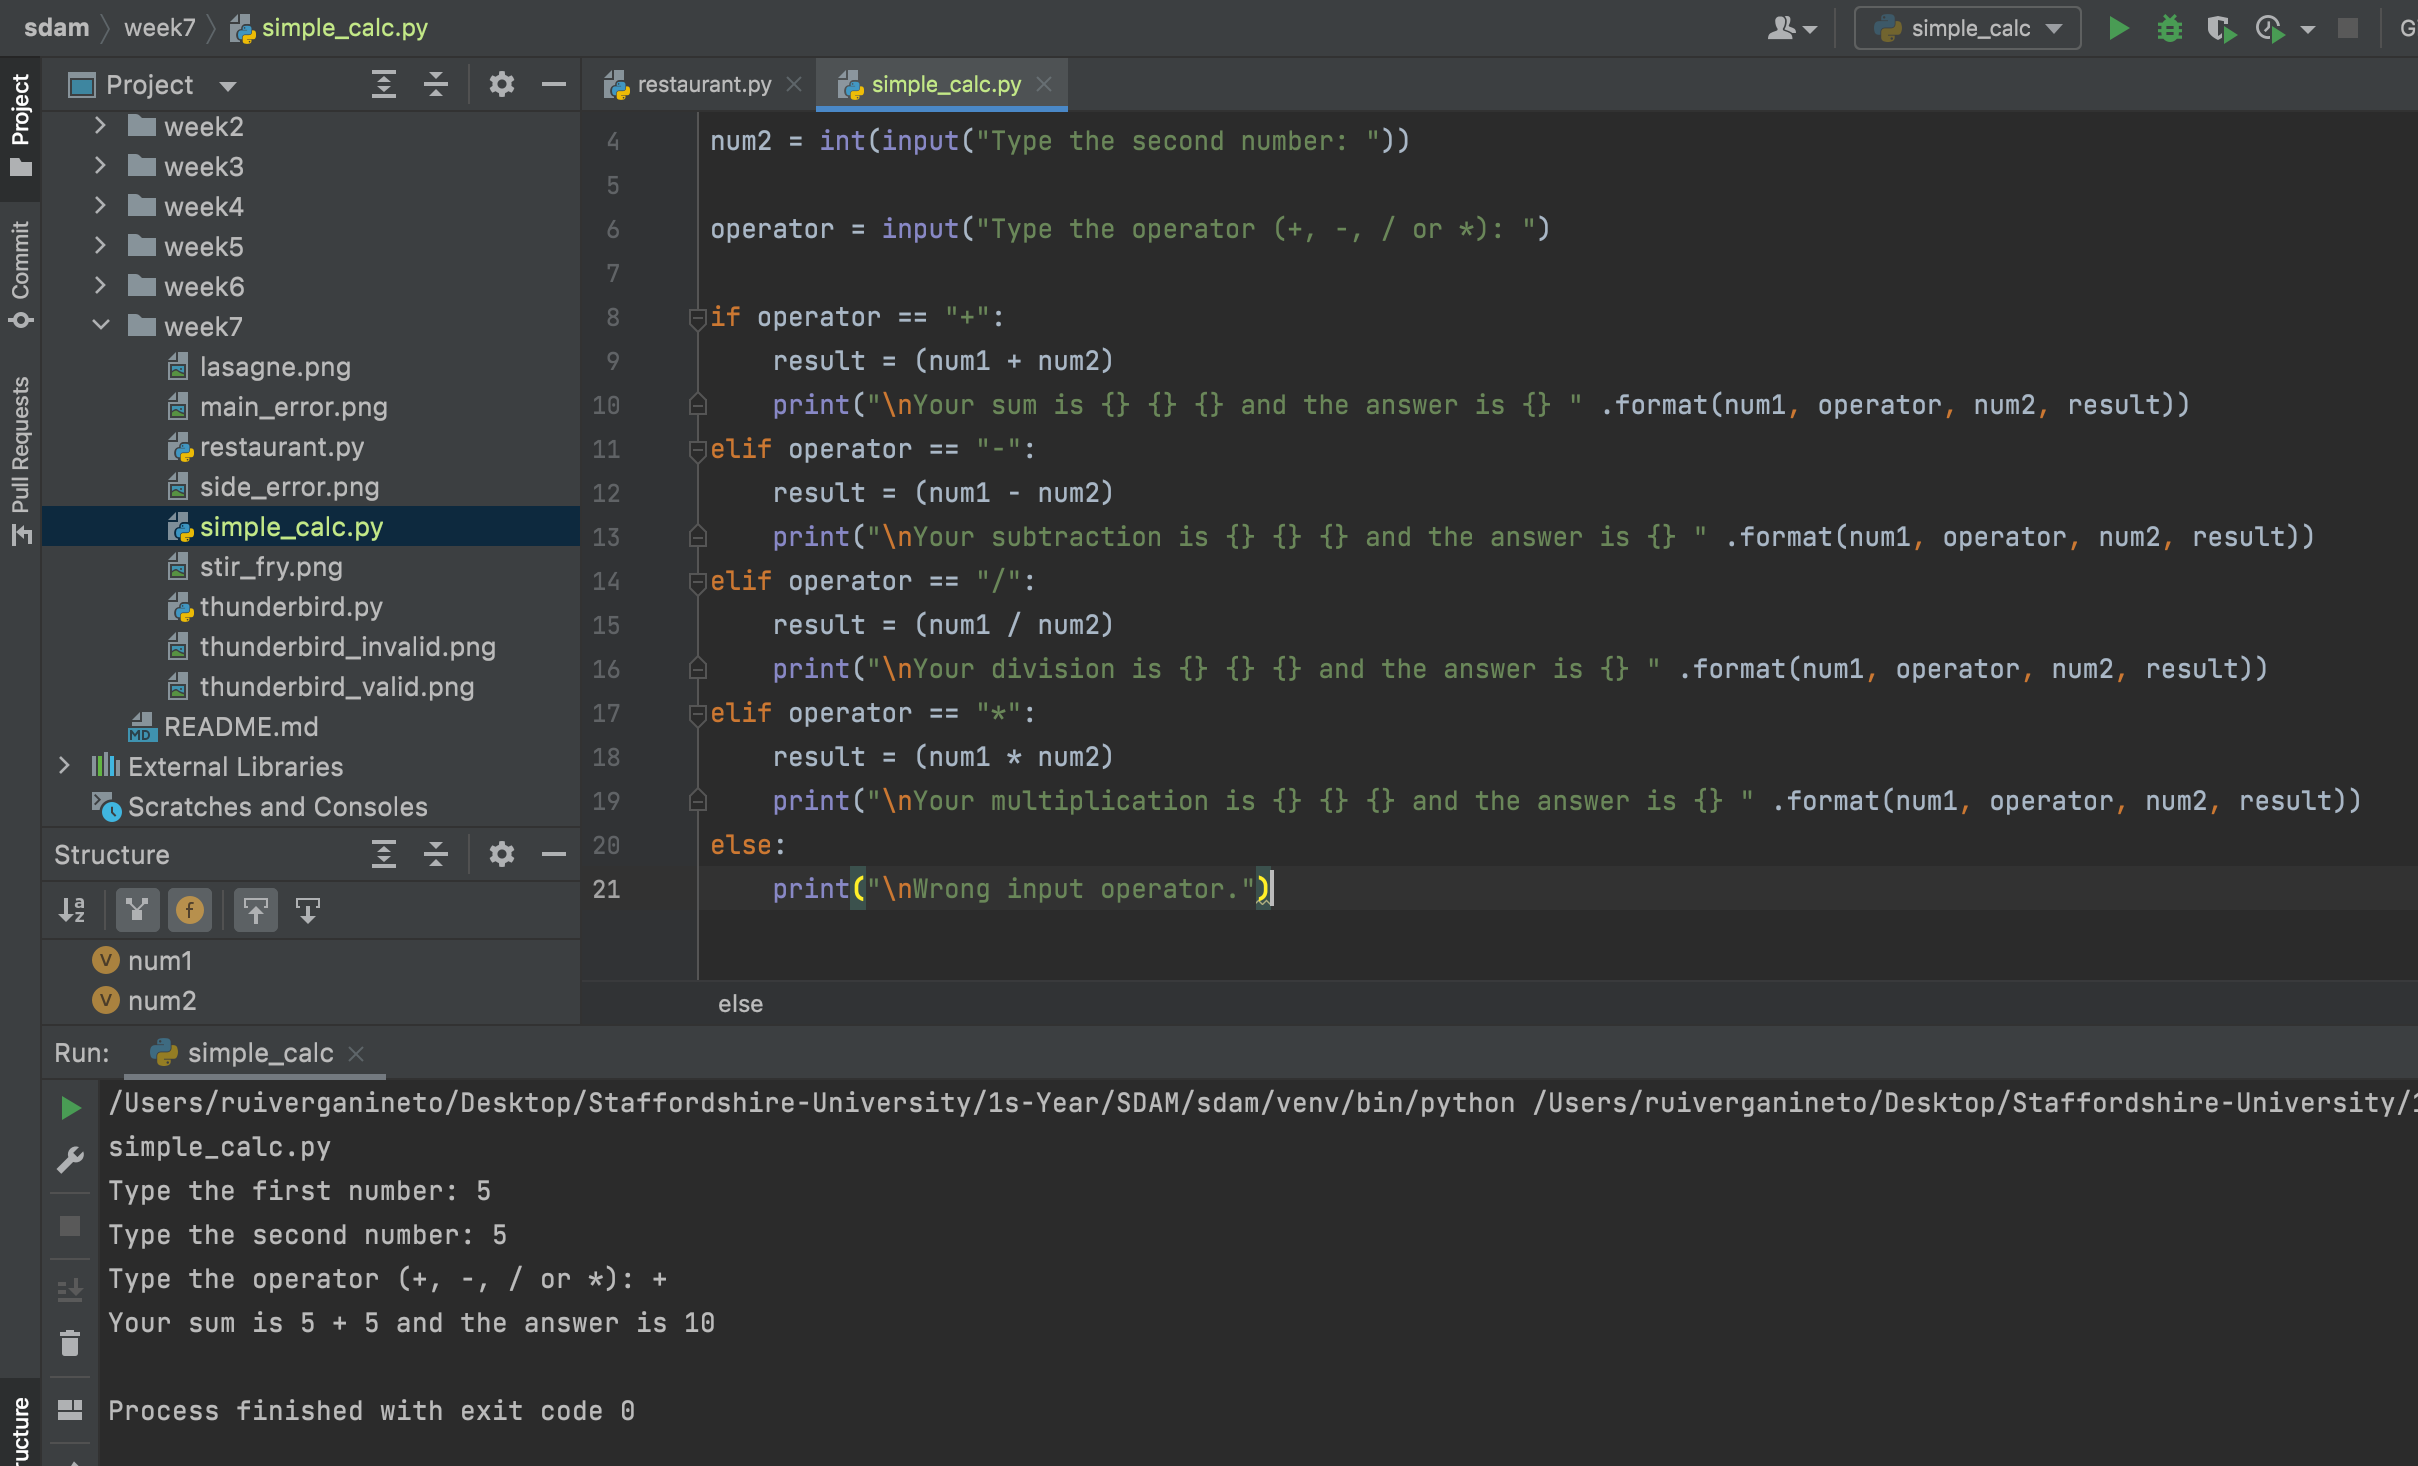 sdam week7 simple_calc.py
simple_calc
Project
Commit
Pull Requests
Project
week2
week3
week4
week5
week6
week7
lasagne.png
main_error.png
restaurant.py
side_error.png
simple_calc.py
stir_fry.png
thunderbird.py
thunderbird_invalid.png
thunderbird_valid.png
README.md
External Libraries
Scratches and Consoles
Structure
num1
num2
restaurant.py simple_calc.py
4 num2 = int(input("Type the second number: "))
5
6 operator = input("Type the operator (+, -, / or *): ")
7
8 if operator == "+":
9 result = (num1 + num2)
10 print("\nYour sum is {} {} {} and the answer is {} " .format(num1, operator, num2, result))
11 elif operator == "-":
12 result = (num1 - num2)
13 print("\nYour subtraction is {} {} {} and the answer is {} " .format(num1, operator, num2, result))
14 elif operator == "/":
15 result = (num1 / num2)
16 print("\nYour division is {} {} {} and the answer is {} " .format(num1, operator, num2, result))
17 elif operator == "*":
18 result = (num1 * num2)
19 print("\nYour multiplication is {} {} {} and the answer is {} " .format(num1, operator, num2, result))
20 else:
21 print("\nWrong input operator.")
else
Run: simple_calc
/Users/ruiverganineto/Desktop/Staffordshire-University/1s-Year/SDAM/sdam/venv/bin/python /Users/ruiverganineto/Desktop/Staffordshire-University/
simple_calc.py
Type the first number: 5
Type the second number: 5
Type the operator (+, -, / or *): +
Your sum is 5 + 5 and the answer is 10
Process finished with exit code 0